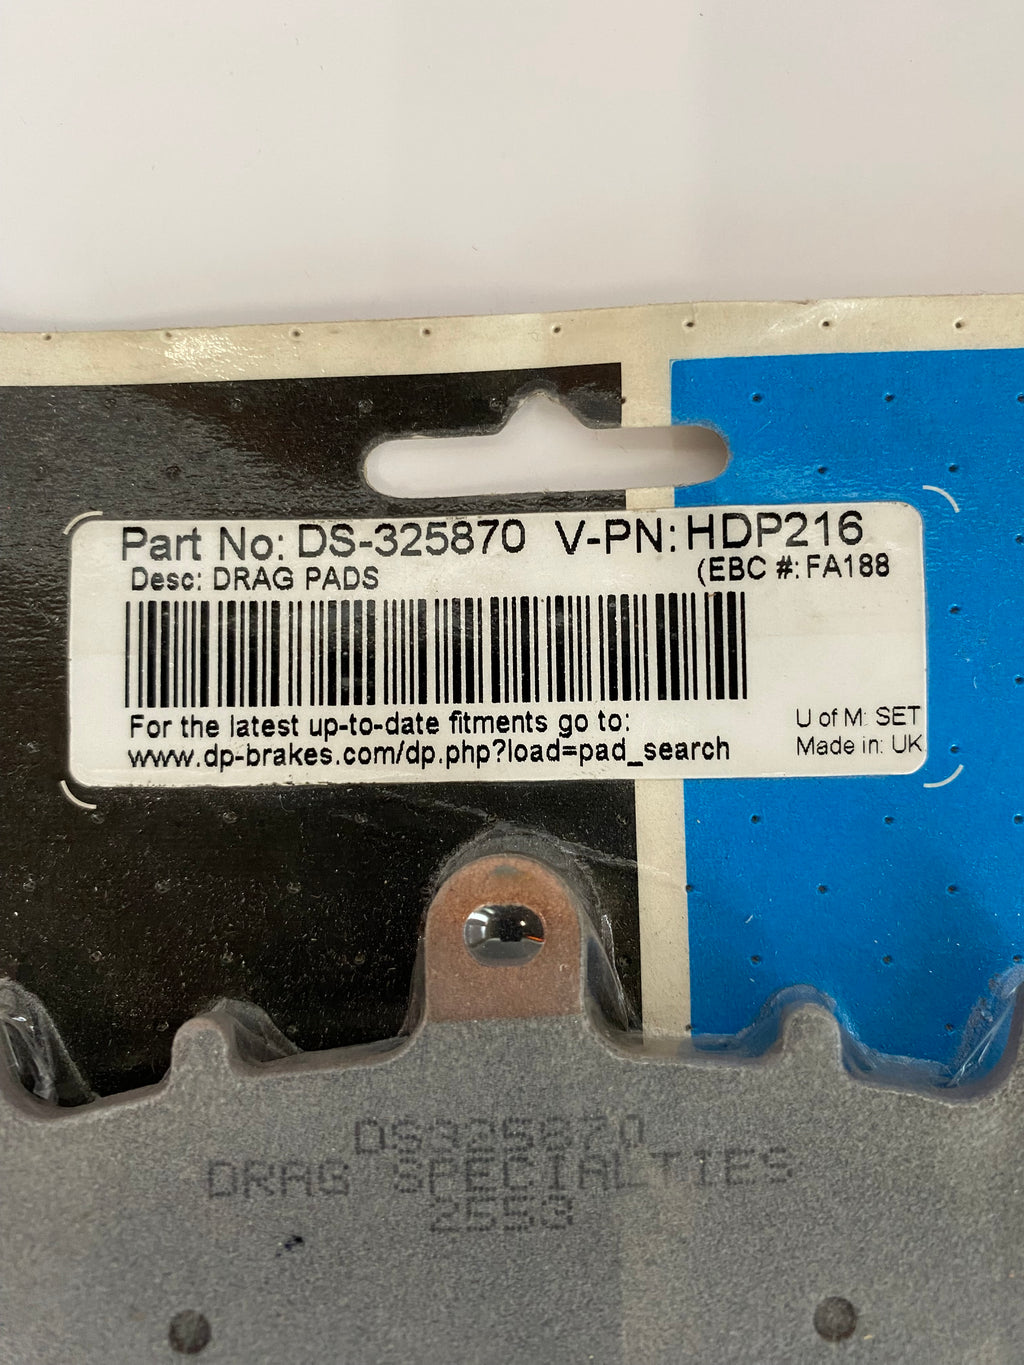 Part No: DS-325870 V-PN: HDP216
Desc: DRAG PADS (EBC #: FA188
For the latest up-to-date fitments go to:
www.dp-brakes.com/dp.php?load=pad_search
U of M: SET
Made in: UK
DS325870
DRAG SPECIALTIES
2553